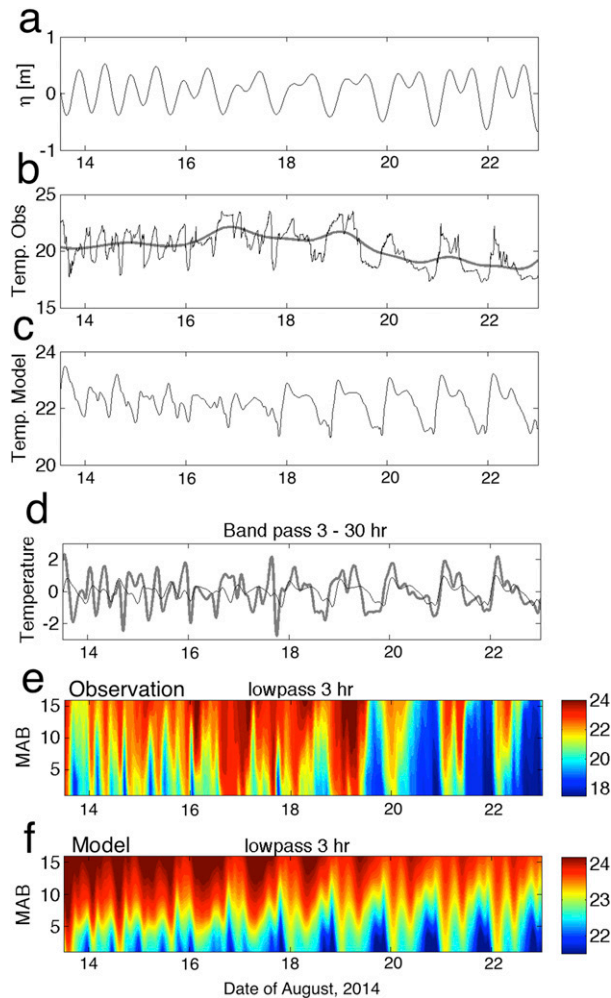 a
1
0
-1
η [m]
14 16 18 20 22
b
25
20
15
Temp. Obs
14 16 18 20 22
c
24
22
20
Temp. Model
14 16 18 20 22
d
Band pass 3 - 30 hr
2
0
-2
Temperature
14 16 18 20 22
e
Observation lowpass 3 hr
15
10
5
MAB
24
22
20
18
14 16 18 20 22
f
Model lowpass 3 hr
15
10
5
MAB
24
23
22
14 16 18 20 22
Date of August, 2014